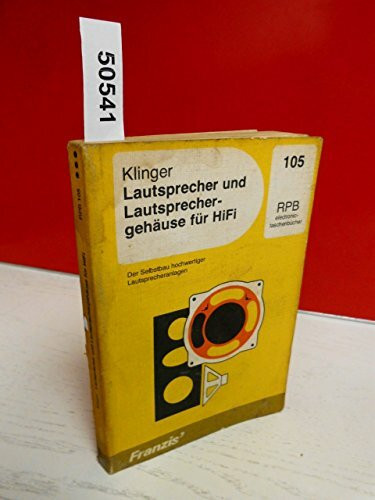 50541
Klinger
Lautsprecher und
Lautsprecher-
gehäuse für HiFi
Der Selbstbau hochwertiger
Lautsprecheranlagen
105
RPB
electronic-
taschenbücher
Franzis'